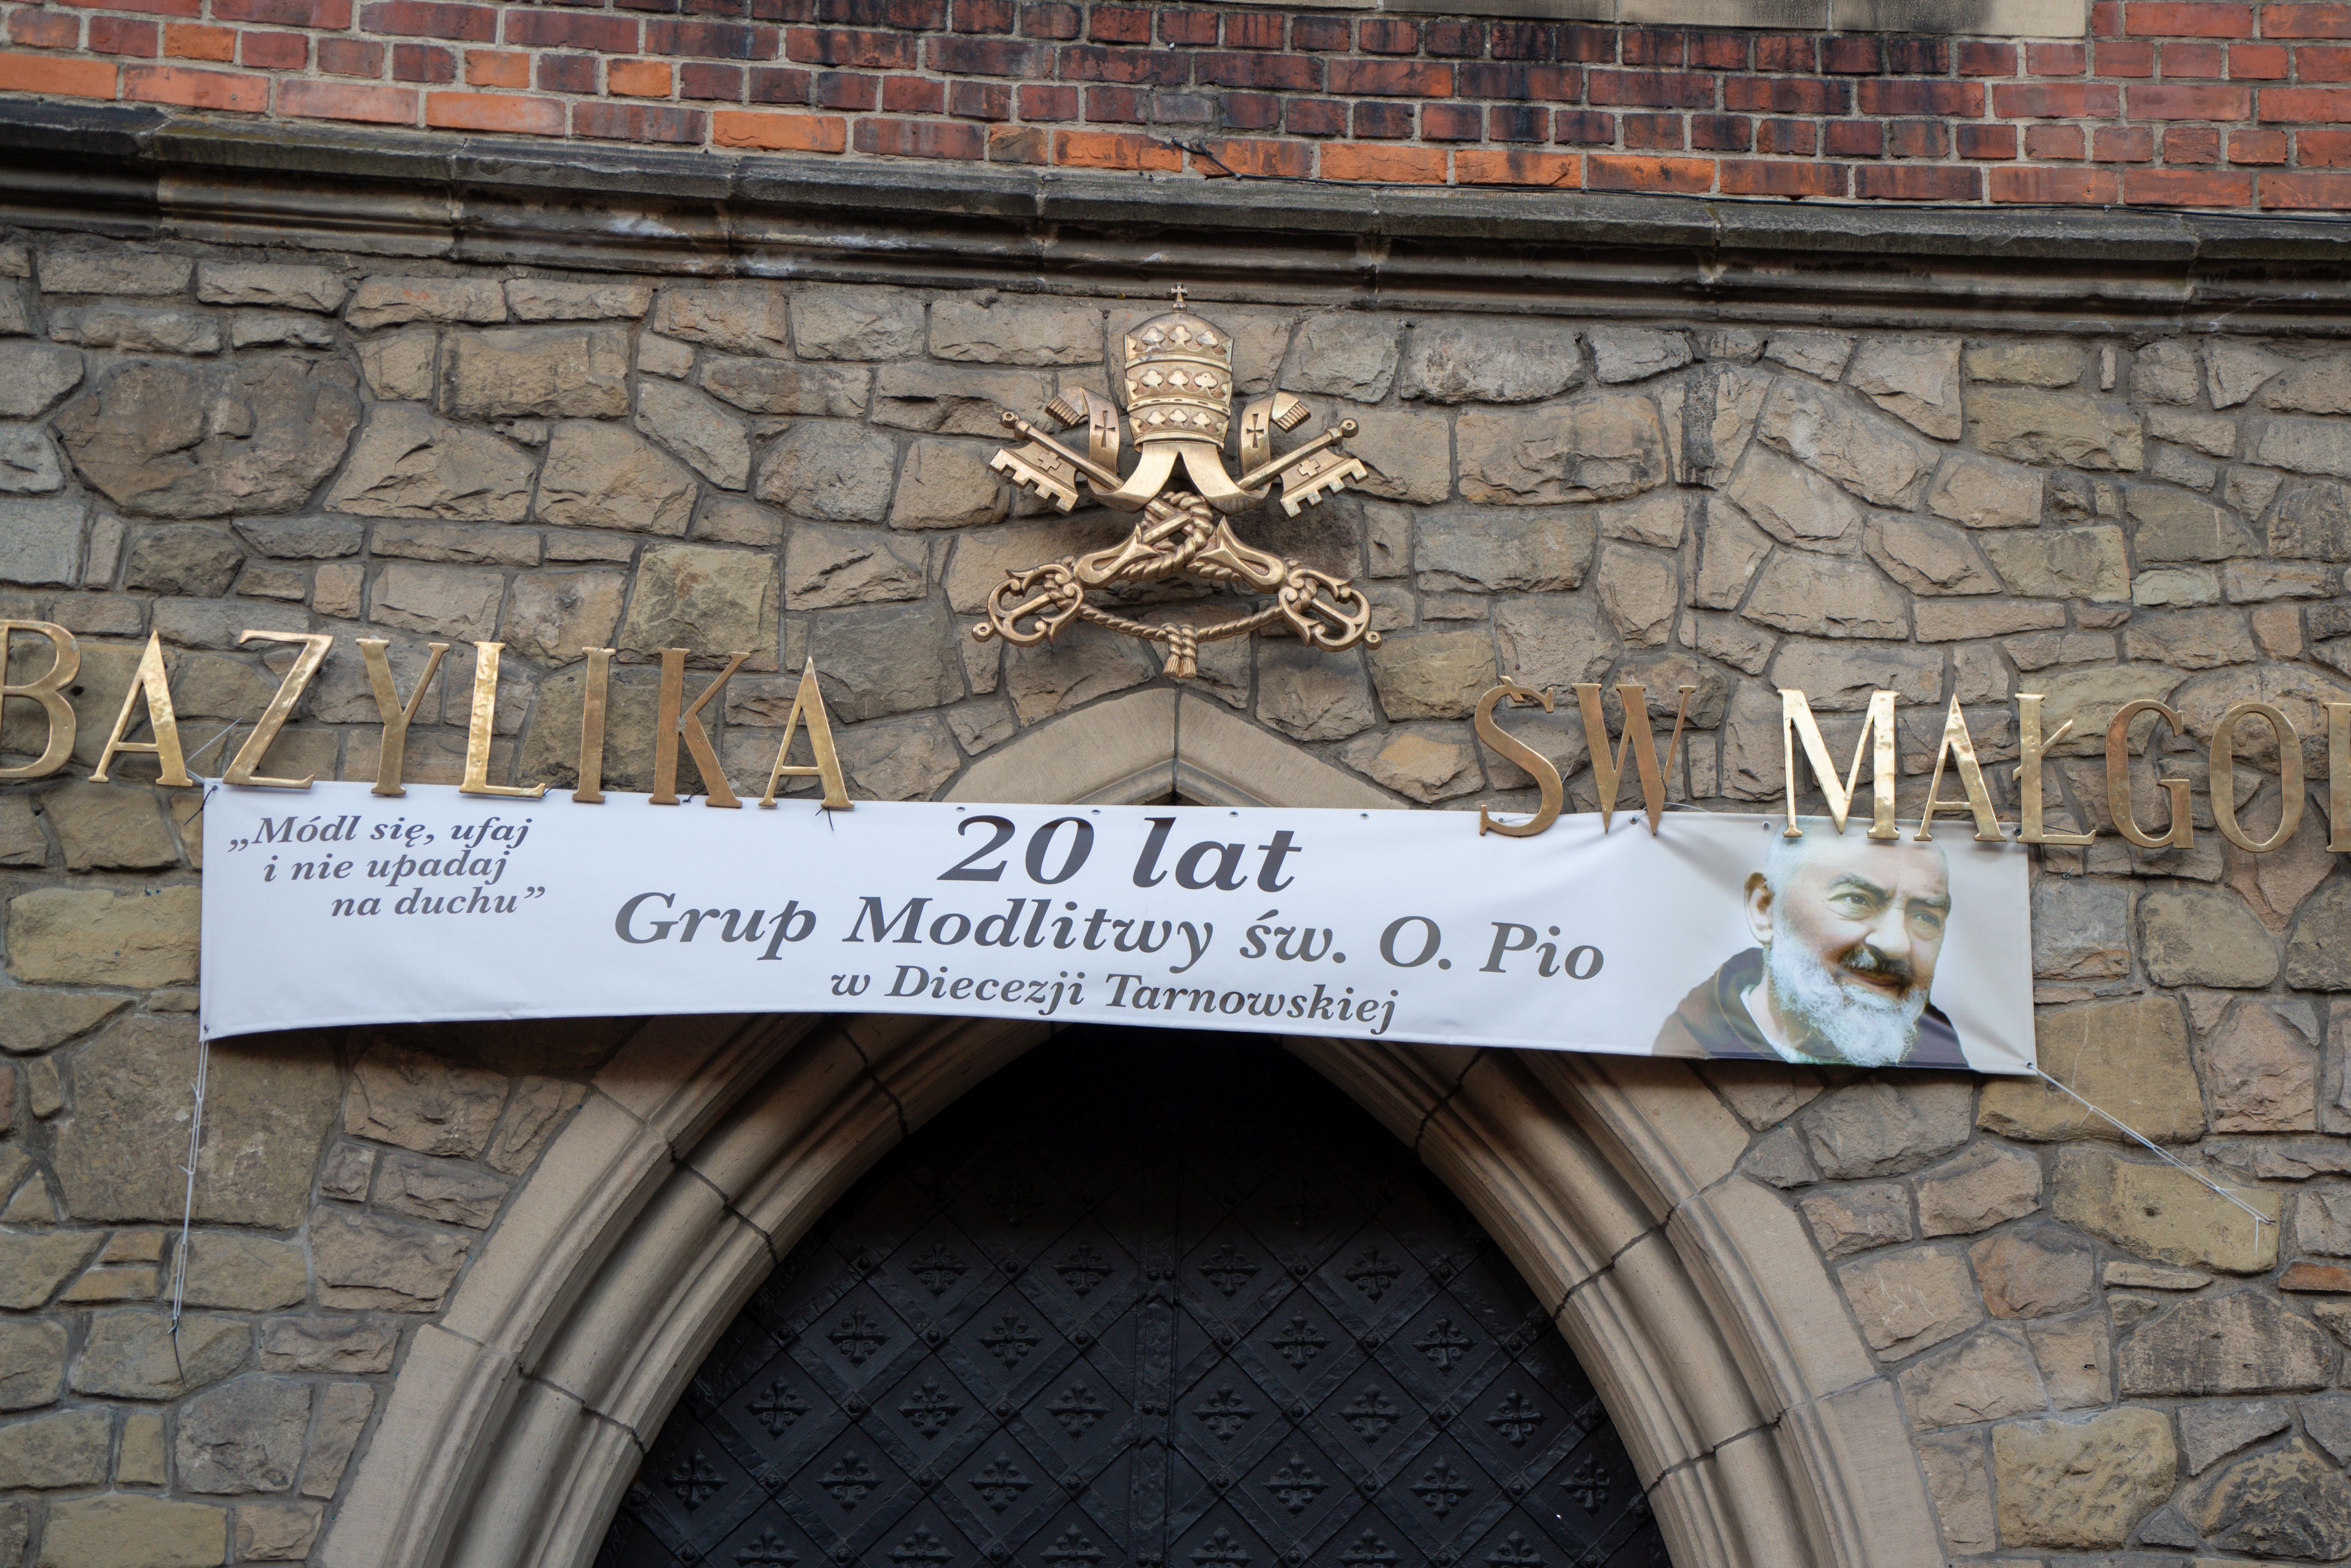 BAZYLIKA ŚW MAŁGO
„Módl się, ufaj
i nie upadaj
na duchu”
20 lat
Grup Modlitwy św. O. Pio
w Diecezji Tarnowskiej